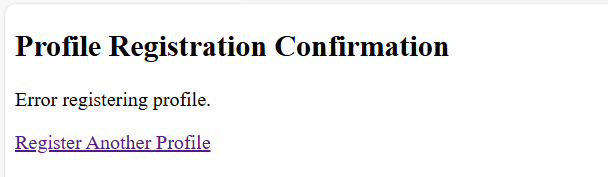 Profile Registration Confirmation
Error registering profile.
Register Another Profile